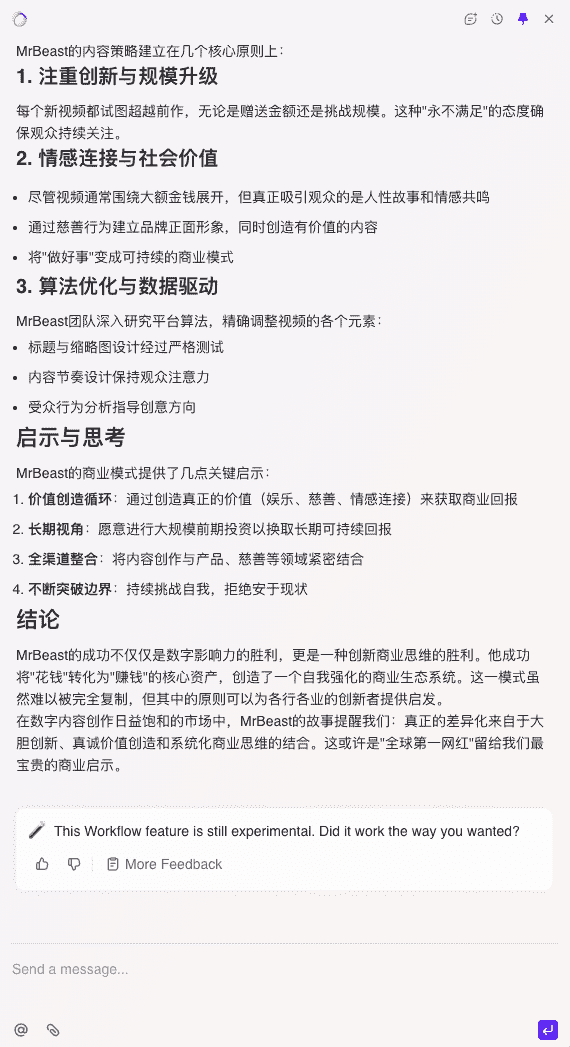 MrBeast的内容策略建立在几个核心原则上：
1. 注重创新与规模升级
每个新视频都试图超越前作，无论是赠送金额还是挑战规模。这种"永不满足"的态度确
保观众持续关注。
2. 情感连接与社会价值
• 尽管视频通常围绕大额金钱展开，但真正吸引观众的是人性故事和情感共鸣
• 通过慈善行为建立品牌正面形象，同时创造有价值的内容
• 将"做好事"变成可持续的商业模式
3. 算法优化与数据驱动
MrBeast团队深入研究平台算法，精确调整视频的各个元素：
• 标题与缩略图设计经过严格测试
• 内容节奏设计保持观众注意力
• 受众行为分析指导创意方向
启示与思考
MrBeast的商业模式提供了几点关键启示：
1. 价值创造循环：通过创造真正的价值（娱乐、慈善、情感连接）来获取商业回报
2. 长期视角：愿意进行大规模前期投资以换取长期可持续回报
3. 全渠道整合：将内容创作与产品、慈善等领域紧密结合
4. 不断突破边界：持续挑战自我，拒绝安于现状
结论
MrBeast的成功不仅仅是数字影响力的胜利，更是一种创新商业思维的胜利。他成功
将"花钱"转化为"赚钱"的核心资产，创造了一个自我强化的商业生态系统。这一模式虽
然难以被完全复制，但其中的原则可以为各行各业的创新者提供启发。
在数字内容创作日益饱和的市场中，MrBeast的故事提醒我们：真正的差异化来自于大
胆创新、真诚价值创造和系统化商业思维的结合。这或许是"全球第一网红"留给我们最
宝贵的商业启示。
This Workflow feature is still experimental. Did it work the way you wanted?
More Feedback
Send a message...
@